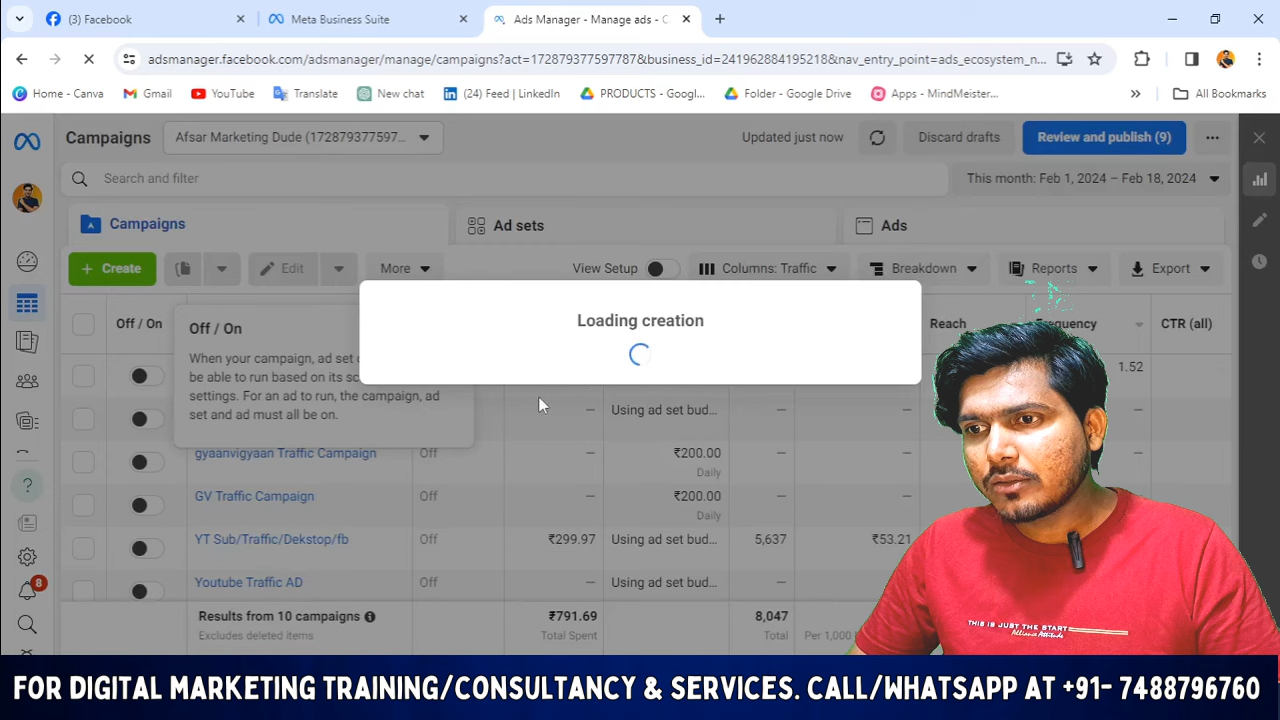 (3) Facebook
Meta Business Suite
Ads Manager - Manage ads - C
adsmanager.facebook.com/adsmanager/manage/campaigns?act=172879377597787&business_id=241962884195218&nav_entry_point=ads_ecosystem_n...
Home - Canva
Gmail
YouTube
Translate
New chat
(24) Feed | LinkedIn
PRODUCTS - Googl...
Folder - Google Drive
Apps - MindMeister...
All Bookmarks
Campaigns
Afsar Marketing Dude (172879377597...
Updated just now
Discard drafts
Review and publish (9)
Search and filter
This month: Feb 1, 2024 – Feb 18, 2024
Campaigns
Ad sets
Ads
+ Create
Edit
More
View Setup
Columns: Traffic
Breakdown
Reports
Export
Off / On
Reach
Frequency
CTR (all)
Loading creation
Off / On
When your campaign, ad set
be able to run based on its
settings. For an ad to run, the campaign, ad
set and ad must all be on.
1.52
–
Using ad set bud...
–
–
gyaanvigyaan Traffic Campaign
Off
–
₹200.00
Daily
–
–
–
GV Traffic Campaign
Off
–
₹200.00
Daily
–
–
YT Sub/Traffic/Dekstop/fb
Off
₹299.97
Using ad set bud...
5,637
₹53.21
Youtube Traffic AD
Off
–
Using ad set bud...
–
–
Results from 10 campaigns
Excludes deleted items
₹791.69
Total Spent
8,047
Total
Per 1,000
8
THIS IS JUST THE START
Alliance Attitude
FOR DIGITAL MARKETING TRAINING/CONSULTANCY & SERVICES. CALL/WHATSAPP AT +91- 7488796760